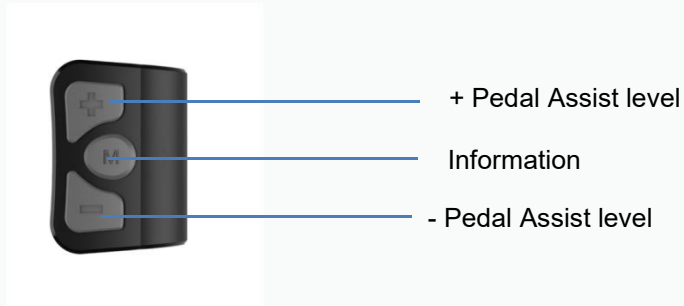 + Pedal Assist level
M
Information
- Pedal Assist level